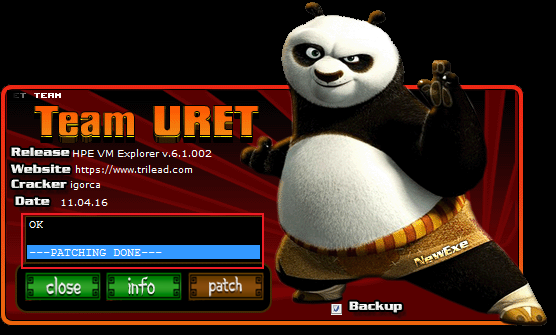 ET TEAM
Team URET
Release HPE VM Explorer v.6.1.002
Website https://www.trilead.com
Cracker igorca
Date 11.04.16
OK
---PATCHING DONE---
NewExe
close info patch
Backup